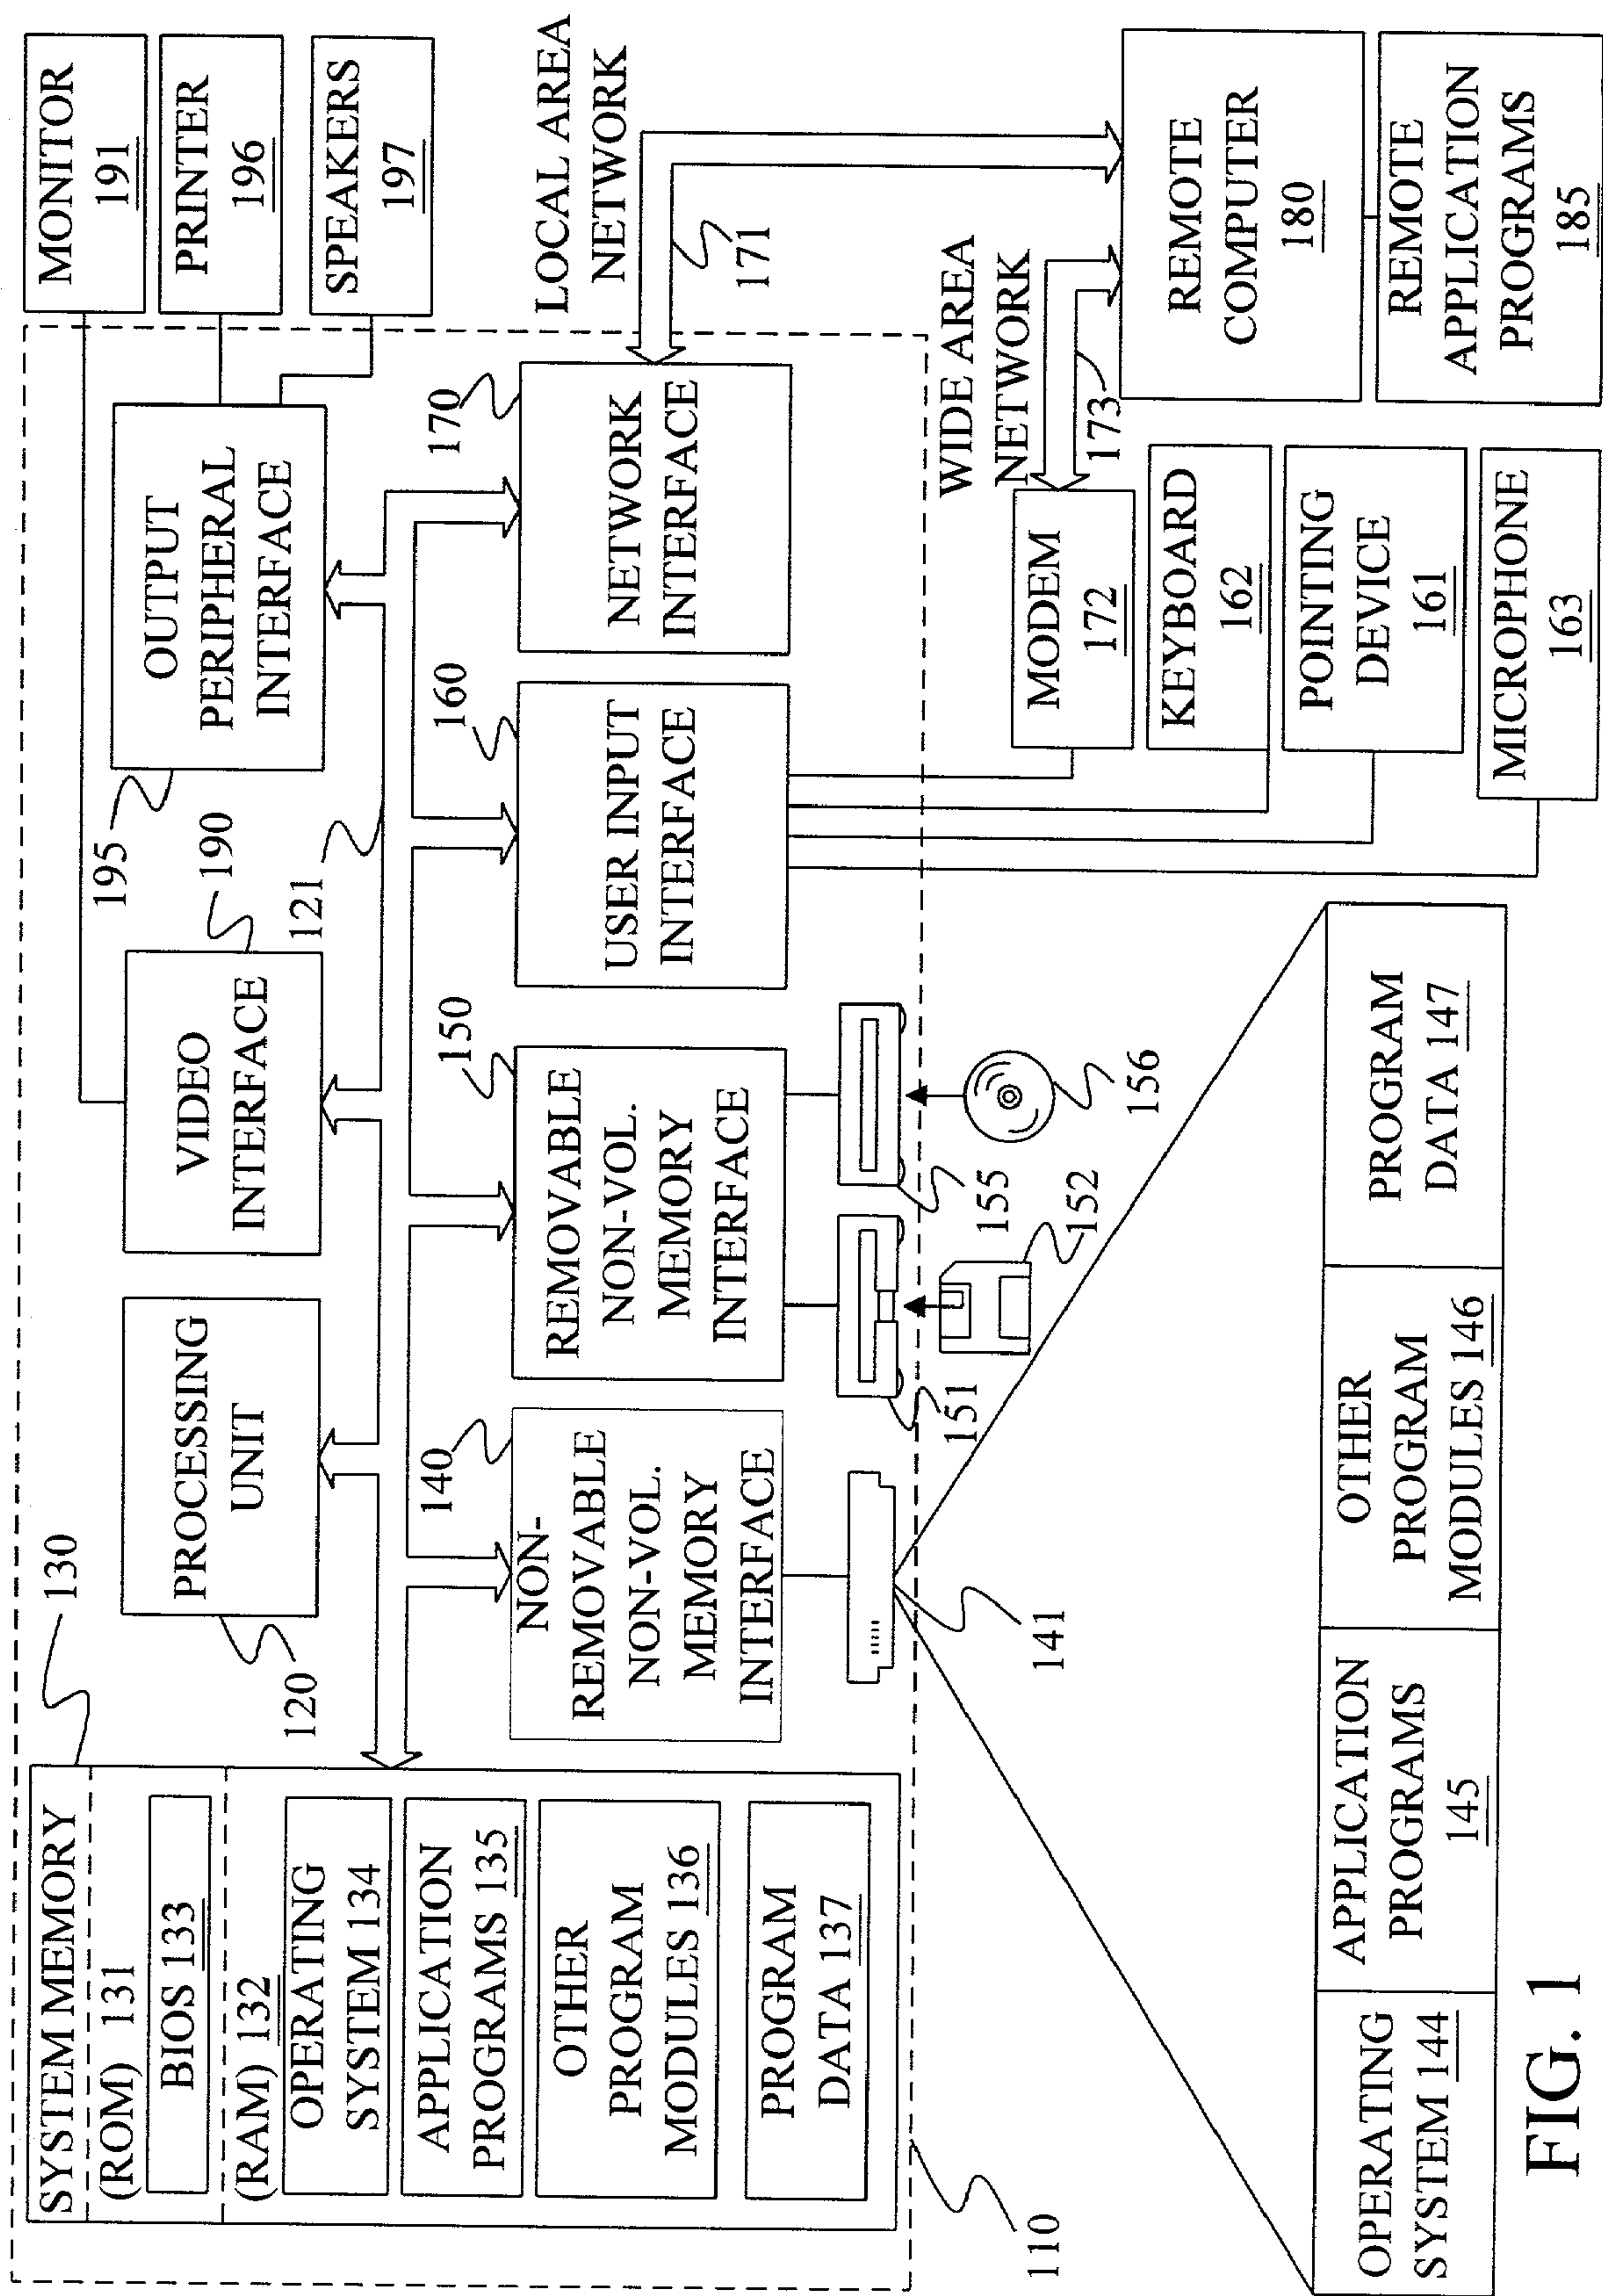 SYSTEM MEMORY
(ROM) 131
BIOS 133
(RAM) 132
OPERATING
SYSTEM 134
APPLICATION
PROGRAMS 135
OTHER
PROGRAM
MODULES 136
PROGRAM
DATA 137
130
120
PROCESSING
UNIT
VIDEO
INTERFACE
190
121
195
OUTPUT
PERIPHERAL
INTERFACE
MONITOR
191
PRINTER
196
SPEAKERS
197
140
NON-
REMOVABLE
NON-VOL.
MEMORY
INTERFACE
150
REMOVABLE
NON-VOL.
MEMORY
INTERFACE
160
USER INPUT
INTERFACE
170
NETWORK
INTERFACE
LOCAL AREA
NETWORK
171
110
141
151
152
155
156
WIDE AREA
NETWORK
173
MODEM
172
KEYBOARD
162
POINTING
DEVICE
161
MICROPHONE
163
REMOTE
COMPUTER
180
REMOTE
APPLICATION
PROGRAMS
185
OPERATING
SYSTEM 144
APPLICATION
PROGRAMS
145
OTHER
PROGRAM
MODULES 146
PROGRAM
DATA 147
FIG. 1